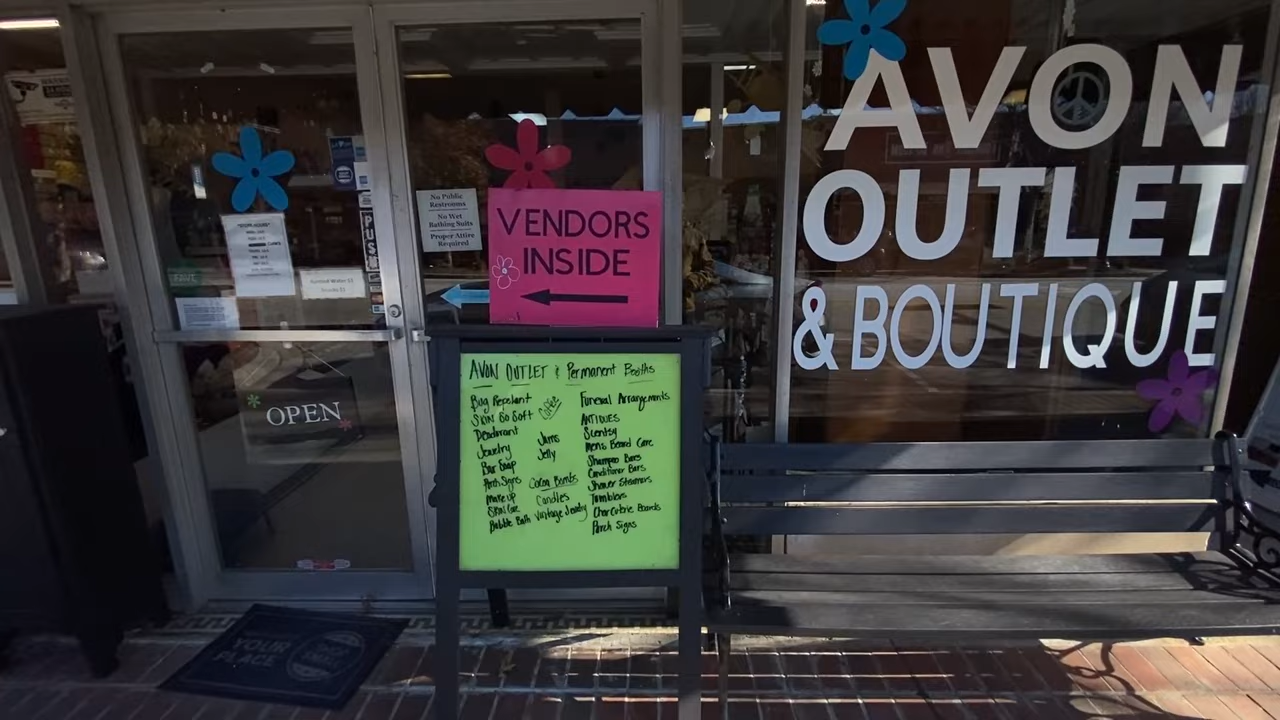 AVON
OUTLET
& BOUTIQUE
VENDORS
INSIDE
No Public
Restrooms
No Wet
Bathing Suits
Proper Attire
Required
PUSH
OPEN
AVON OUTLET & Permanent Booths
Bug Repelant
Skin So Soft
Deodorant
Jewelry
Bar Soap
Porch Signs
Makeup
Skin Care
Bubble Bath
Coffee
Jams
Jelly
Cocoa Bombs
Candles
Vintage Jewelry
Funeral Arrangements
ANTIQUES
Scentsy
Mens Beard Care
Shampoo Bars
Conditioner Bars
Shower Steamers
Tumblers
Charcuterie Boards
Porch Signs
YOUR
PLACE